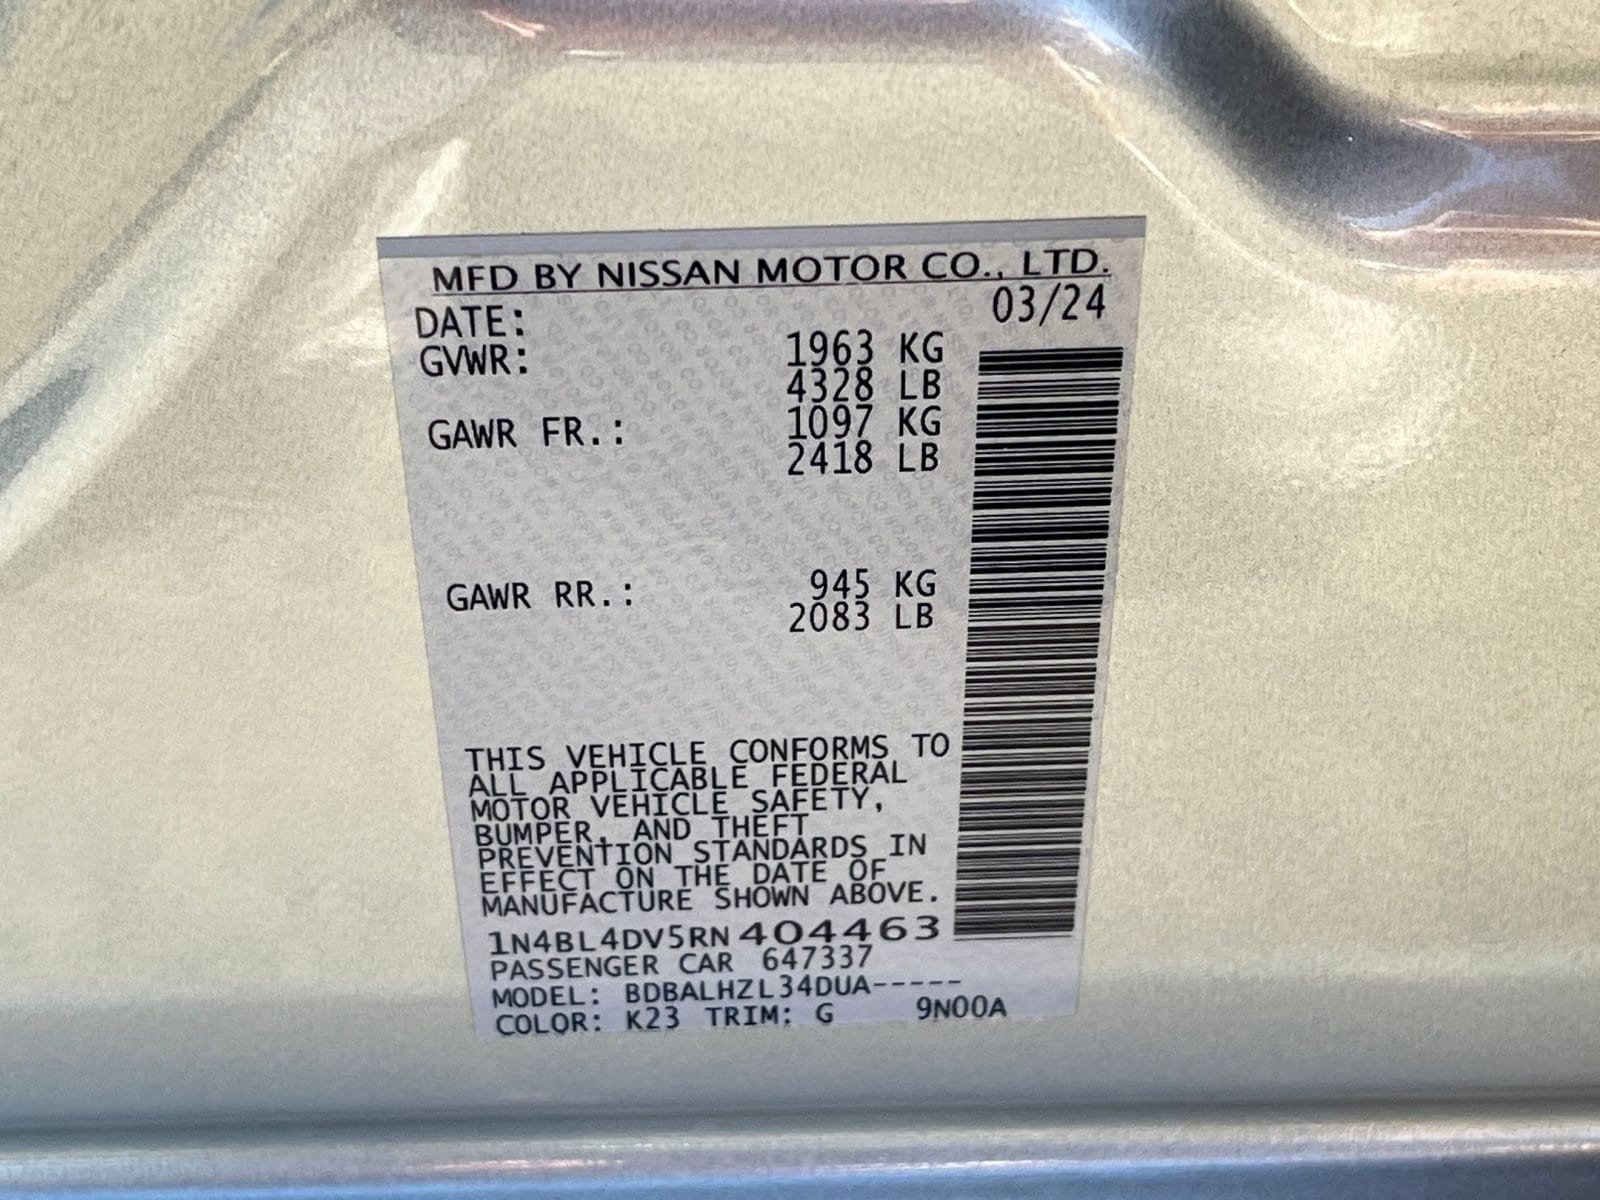 MFD BY NISSAN MOTOR CO., LTD.
DATE: 03/24
GVWR: 1963 KG
4328 LB
GAWR FR.: 1097 KG
2418 LB
GAWR RR.: 945 KG
2083 LB
THIS VEHICLE CONFORMS TO
ALL APPLICABLE FEDERAL
MOTOR VEHICLE SAFETY,
BUMPER, AND THEFT
PREVENTION STANDARDS IN
EFFECT ON THE DATE OF
MANUFACTURE SHOWN ABOVE.
1N4BL4DV5RN404463
PASSENGER CAR 647337
MODEL: BDBALHZL34DUA-----
COLOR: K23 TRIM: G 9N00A